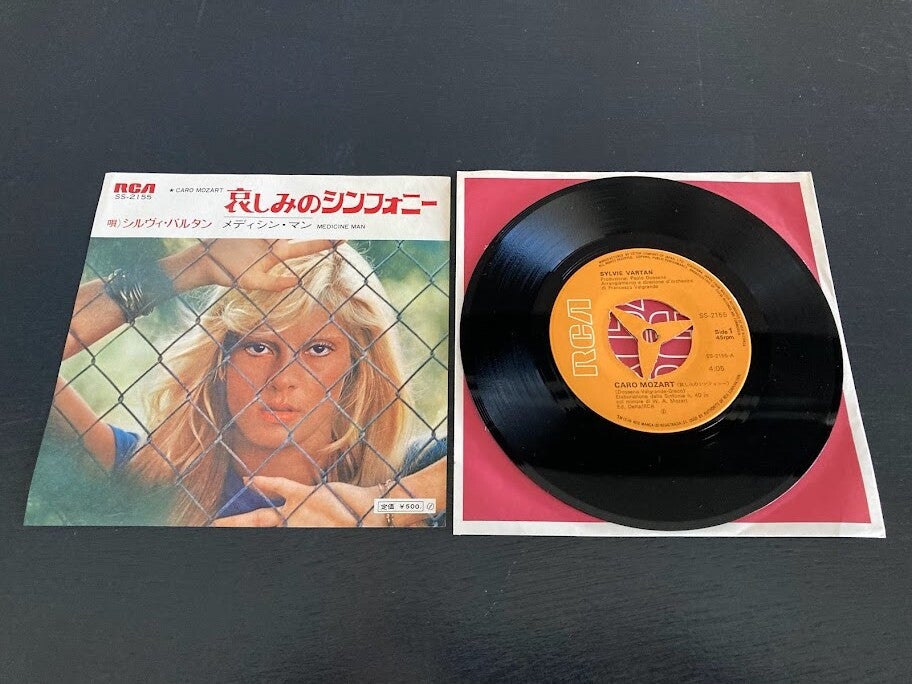 RCA
SS-2155
★ CARO MOZART
哀しみのシンフォニー
唄)シルヴィ・バルタン
メディシン・マン MEDICINE MAN
定価 ¥500.
SYLVIE VARTAN
Produzione: Paolo Dossena
Arrangiamento e direzione d'orchestra
di Francesco Valgrande
RCA
SS-2155
Side 1
45rpm
SS-2155-A
4:05
CARO MOZART (哀しみのシンフォニー)
Elaborazione dalla Sinfonia n. 40 in
sol minore di W. A. Mozart